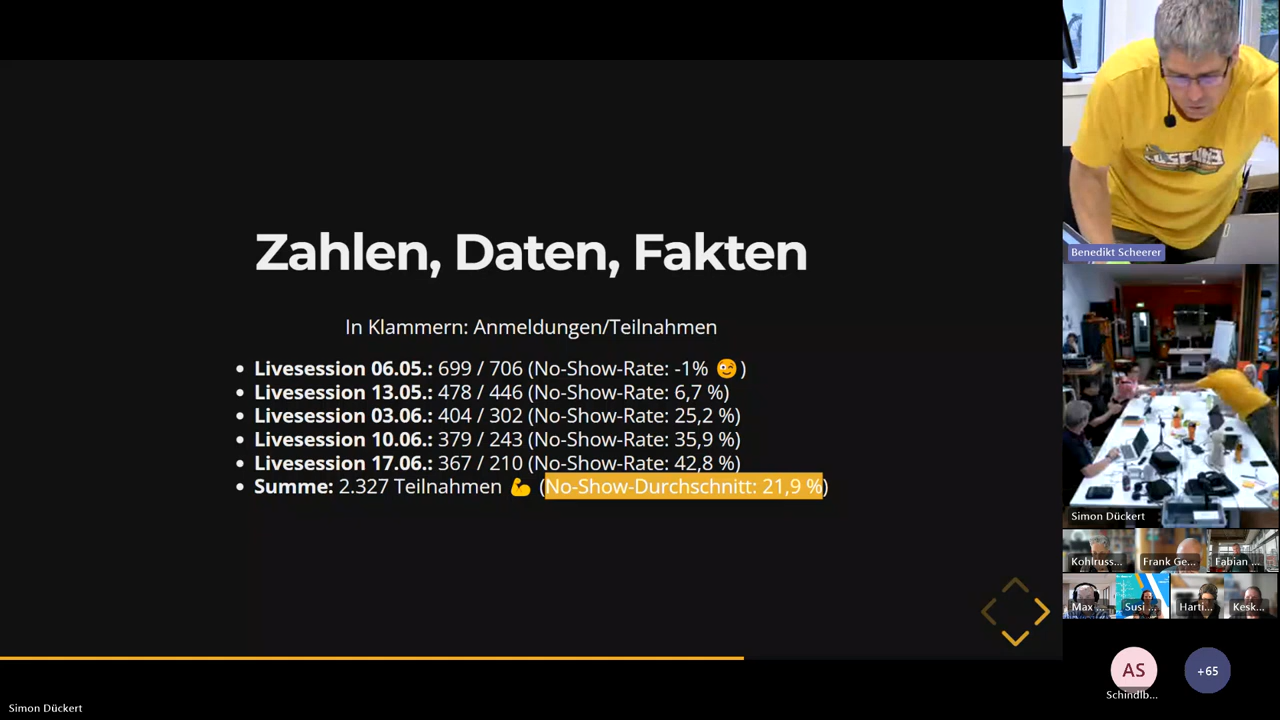 Zahlen, Daten, Fakten
In Klammern: Anmeldungen/Teilnahmen
• Livesession 06.05.: 699 / 706 (No-Show-Rate: -1% 😉)
• Livesession 13.05.: 478 / 446 (No-Show-Rate: 6,7 %)
• Livesession 03.06.: 404 / 302 (No-Show-Rate: 25,2 %)
• Livesession 10.06.: 379 / 243 (No-Show-Rate: 35,9 %)
• Livesession 17.06.: 367 / 210 (No-Show-Rate: 42,8 %)
• Summe: 2.327 Teilnahmen 💪 (No-Show-Durchschnitt: 21,9 %)
Simon Dückert
Benedikt Scheerer
Simon Dückert
Kohlruss...
Frank Ge...
Fabian ...
Max ...
Susi ...
Harti...
Kesk...
AS
Schindlb...
+65